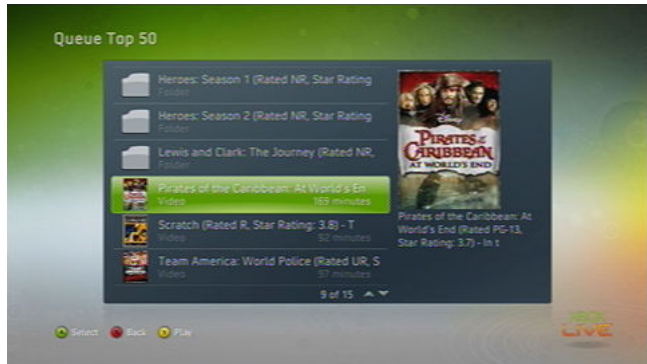 Queue Top 50
Heroes: Season 1 (Rated NR, Star Rating
Folder
Heroes: Season 2 (Rated NR, Star Rating
Folder
Lewis and Clark: The Journey (Rated NR,
Folder
Pirates of the Caribbean: At World's En
Video 169 minutes
Scratch (Rated R, Star Rating: 3.8) - T
Video 92 minutes
Team America: World Police (Rated UR, S
Video 97 minutes
9 of 15
Disney
PIRATES of the
CARIBBEAN
AT WORLD'S END
Pirates of the Caribbean: At
World's End (Rated PG-13,
Star Rating: 3.7) - In t
A Select B Back Y Play
XBOX
LIVE